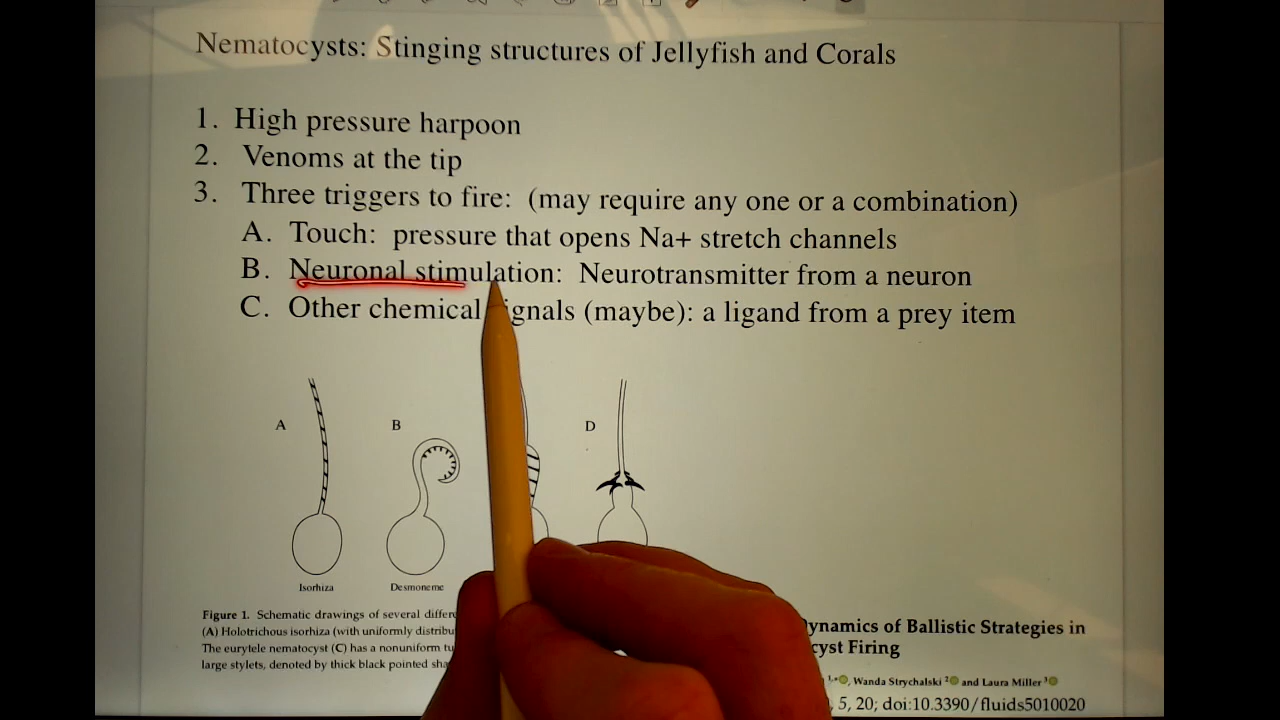 Nematocysts: Stinging structures of Jellyfish and Corals
1. High pressure harpoon
2. Venoms at the tip
3. Three triggers to fire: (may require any one or a combination)
A. Touch: pressure that opens Na+ stretch channels
B. Neuronal stimulation: Neurotransmitter from a neuron
C. Other chemical ignals (maybe): a ligand from a prey item
A B D
Isorhiza Desmoneme
Figure 1. Schematic drawings of several differe
(A) Holotrichous isorhiza (with uniformly distribu
The eurytele nematocyst (C) has a nonuniform tu
large stylets, denoted by thick black pointed sha
ynamics of Ballistic Strategies in
cyst Firing
, Wanda Strychalski 2 and Laura Miller 3
5, 20; doi:10.3390/fluids5010020